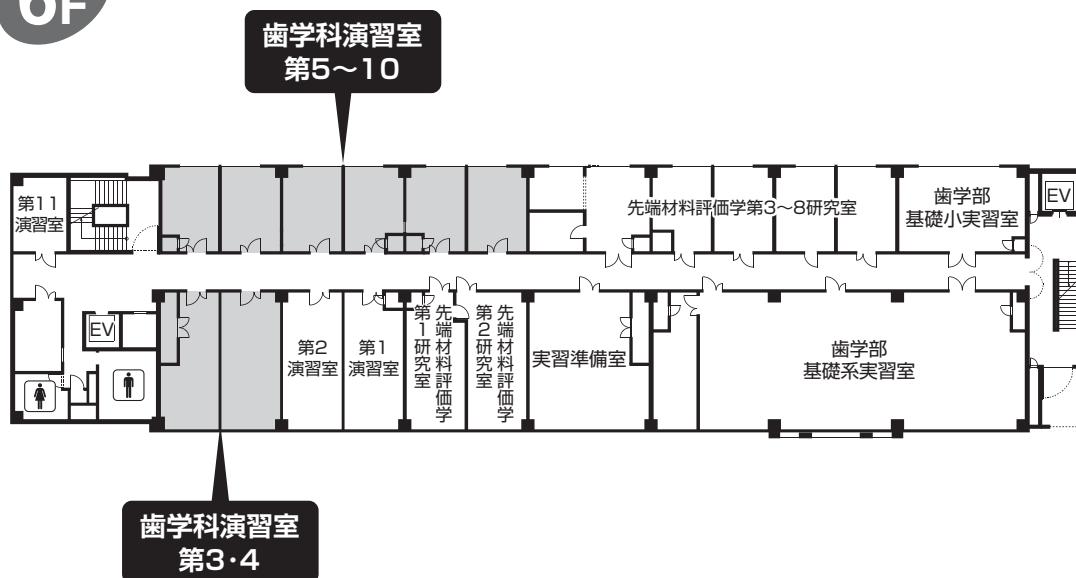 6F
歯学科演習室
第5〜10
第11
演習室
先端材料評価学第3〜8研究室
歯学部
基礎小実習室
EV
EV
第2
演習室
第1
演習室
先端材料評価学
第1研究室
先端材料評価学
第2研究室
実習準備室
歯学部
基礎系実習室
歯学科演習室
第3・4